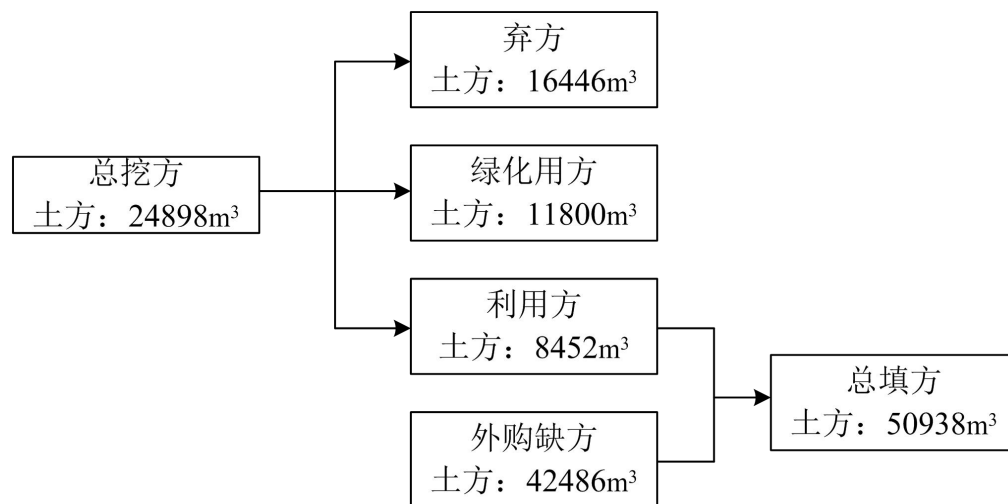 弃方
土方：16446m³
总挖方
土方：24898m³
绿化用方
土方：11800m³
利用方
土方：8452m³
总填方
土方：50938m³
外购缺方
土方：42486m³